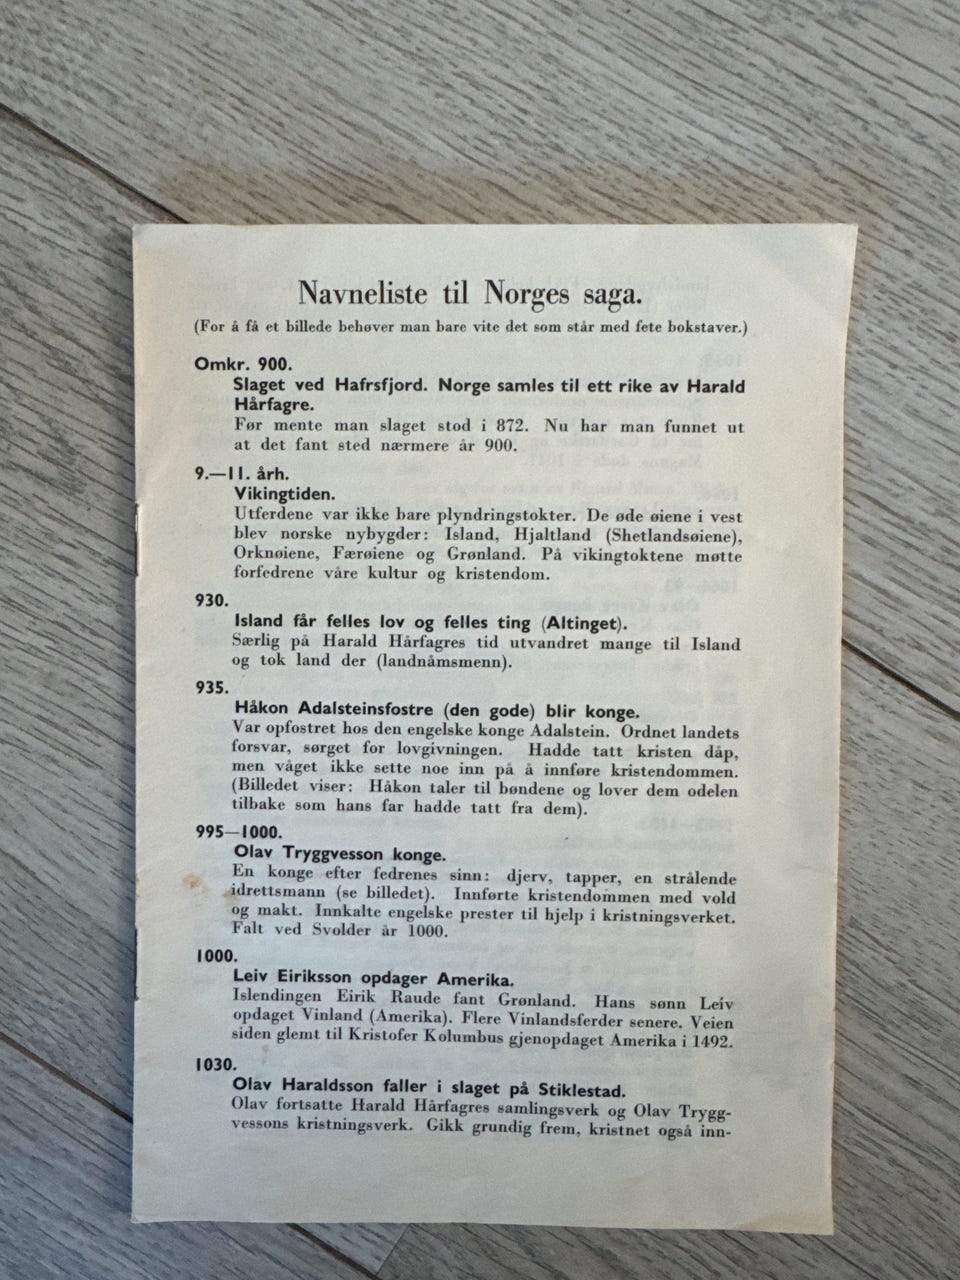 Navneliste til Norges saga.
(For å få et billede behøver man bare vite det som står med fete bokstaver.)
Omkr. 900.
Slaget ved Hafrsfjord. Norge samles til ett rike av Harald
Hårfagre.
Før mente man slaget stod i 872. Nu har man funnet ut
at det fant sted nærmere år 900.
9.—11. årh.
Vikingtiden.
Utferdene var ikke bare plyndringstokter. De øde øiene i vest
blev norske nybygder: Island, Hjaltland (Shetlandsøiene),
Orknøiene, Færøiene og Grønland. På vikingtoktene møtte
forfedrene våre kultur og kristendom.
930.
Island får felles lov og felles ting (Altinget).
Særlig på Harald Hårfagres tid utvandret mange til Island
og tok land der (landnåmsmenn).
935.
Håkon Adalsteinsfostre (den gode) blir konge.
Var opfostret hos den engelske konge Adalstein. Ordnet landets
forsvar, sørget for lovgivningen. Hadde tatt kristen dåp,
men våget ikke sette noe inn på å innføre kristendommen.
(Billedet viser: Håkon taler til bøndene og lover dem odelen
tilbake som hans far hadde tatt fra dem).
995—1000.
Olav Tryggvesson konge.
En konge efter fedrenes sinn: djerv, tapper, en strålende
idrettsmann (se billedet). Innførte kristendommen med vold
og makt. Innkalte engelske prester til hjelp i kristningsverket.
Falt ved Svolder år 1000.
1000.
Leiv Eiriksson opdager Amerika.
Islendingen Eirik Raude fant Grønland. Hans sønn Leiv
opdaget Vinland (Amerika). Flere Vinlandsferder senere. Veien
siden glemt til Kristofer Kolumbus gjenopdaget Amerika i 1492.
1030.
Olav Haraldsson faller i slaget på Stiklestad.
Olav fortsatte Harald Hårfagres samlingsverk og Olav Trygg-
vessons kristningsverk. Gikk grundig frem, kristnet også inn-